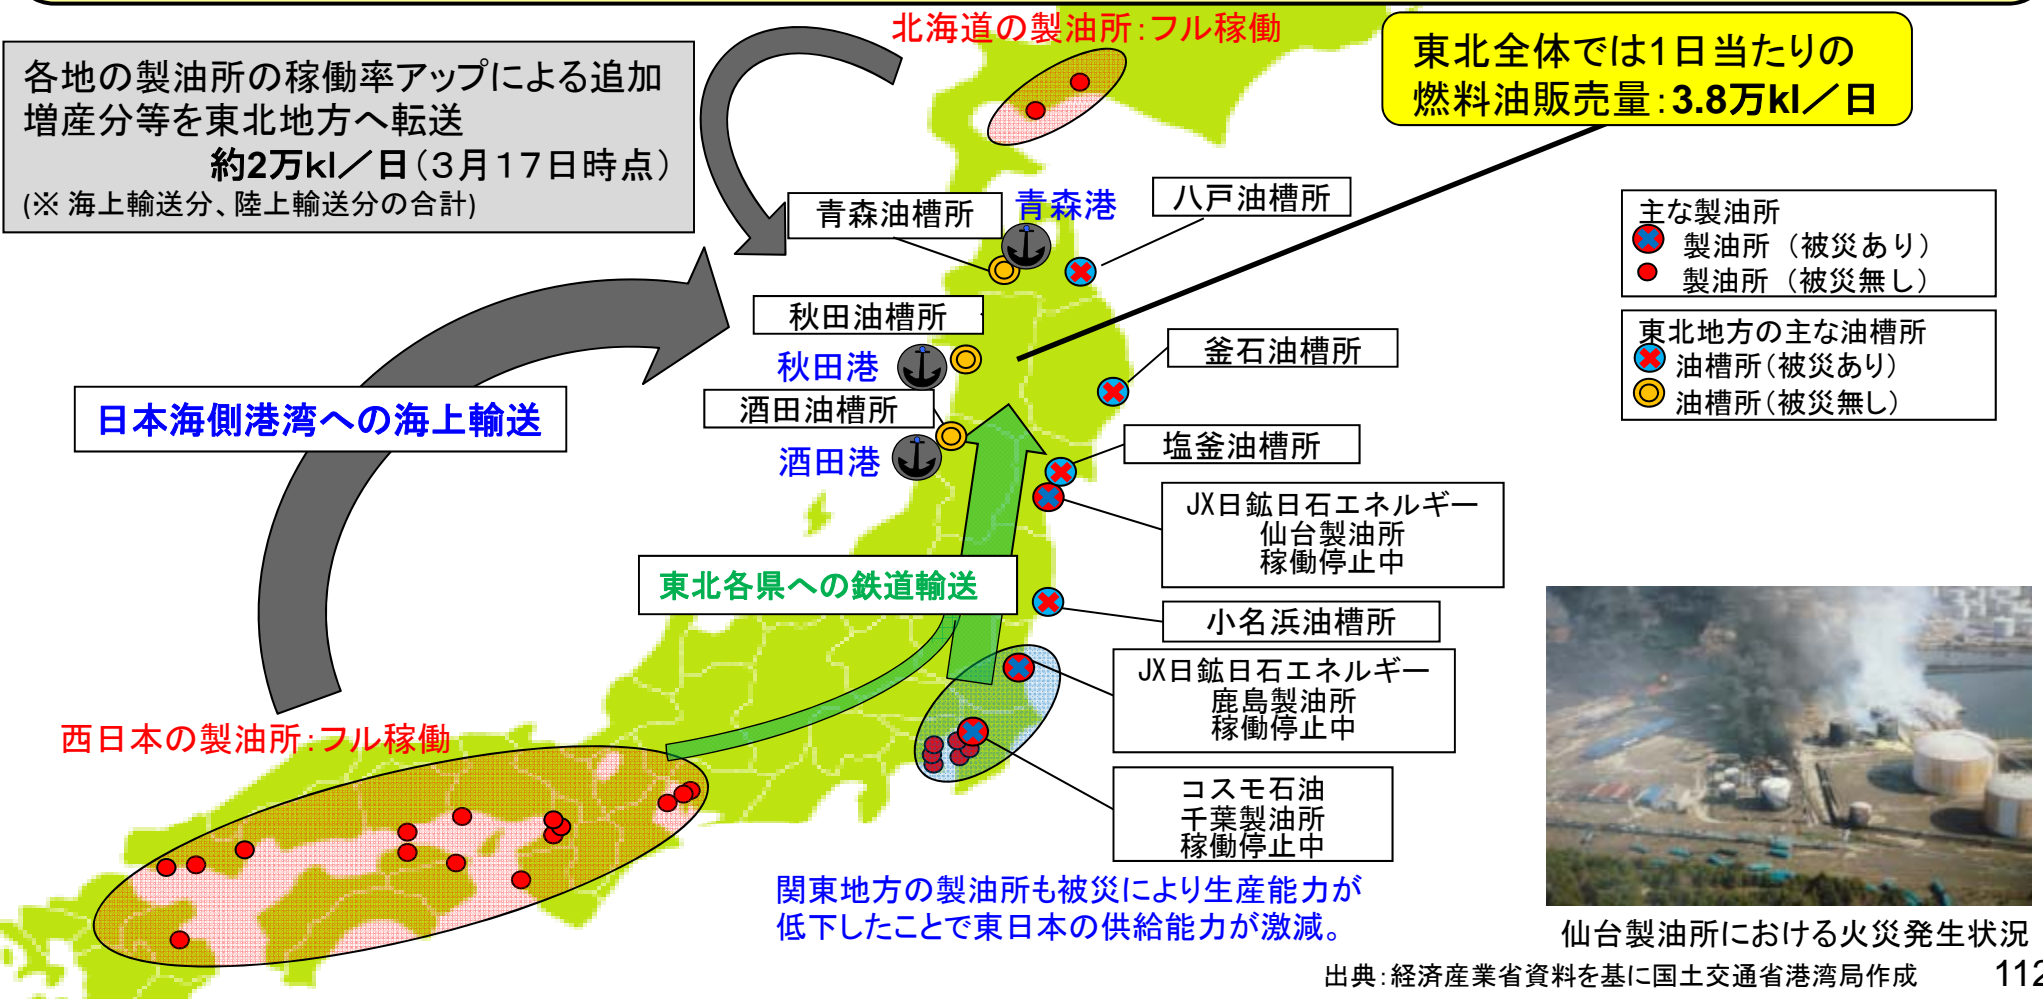 北海道の製油所：フル稼働
各地の製油所の稼働率アップによる追加
増産分等を東北地方へ転送
約2万kl／日（３月１７日時点）
(※ 海上輸送分、陸上輸送分の合計)
東北全体では1日当たりの
燃料油販売量：3.8万kl／日
青森油槽所
青森港
八戸油槽所
主な製油所
製油所（被災あり）
製油所（被災無し）
秋田油槽所
東北地方の主な油槽所
油槽所（被災あり）
油槽所（被災無し）
釜石油槽所
秋田港
日本海側港湾への海上輸送
酒田油槽所
酒田港
塩釜油槽所
JX日鉱日石エネルギー
仙台製油所
稼働停止中
東北各県への鉄道輸送
小名浜油槽所
JX日鉱日石エネルギー
鹿島製油所
稼働停止中
西日本の製油所：フル稼働
コスモ石油
千葉製油所
稼働停止中
関東地方の製油所も被災により生産能力が
低下したことで東日本の供給能力が激減。
仙台製油所における火災発生状況
出典：経済産業省資料を基に国土交通省港湾局作成
112